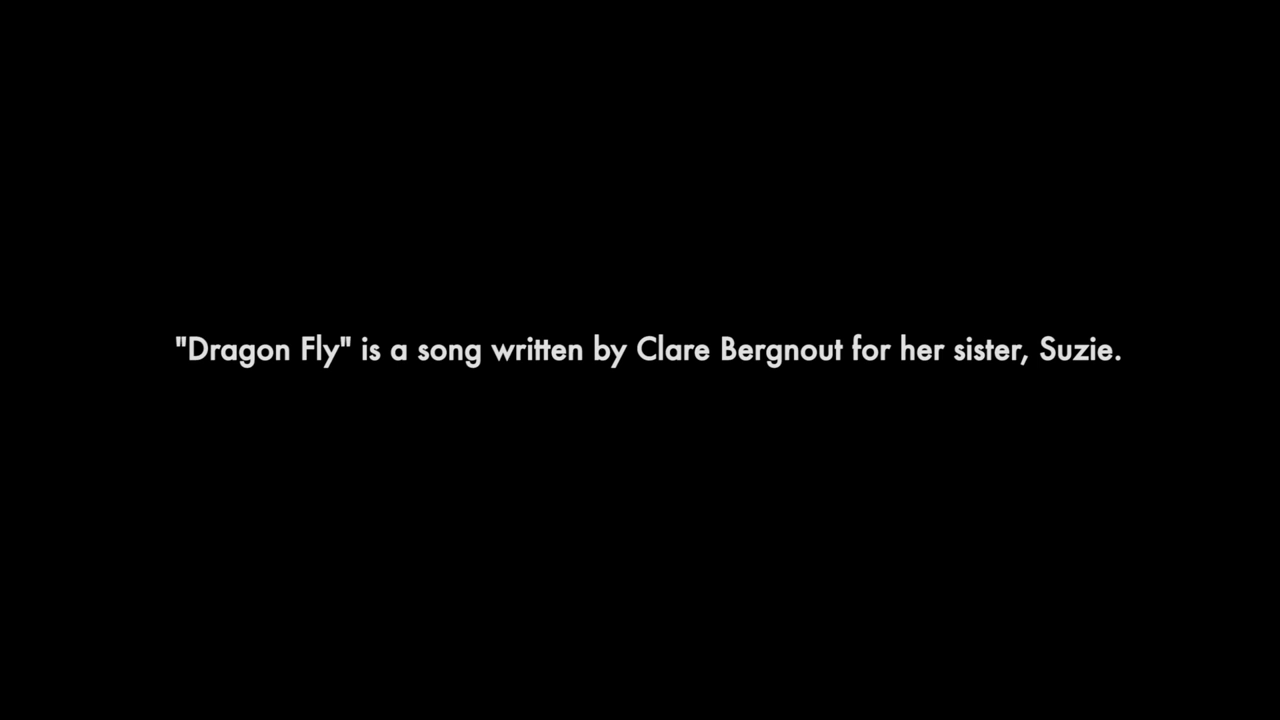 "Dragon Fly" is a song written by Clare Bergnout for her sister, Suzie.